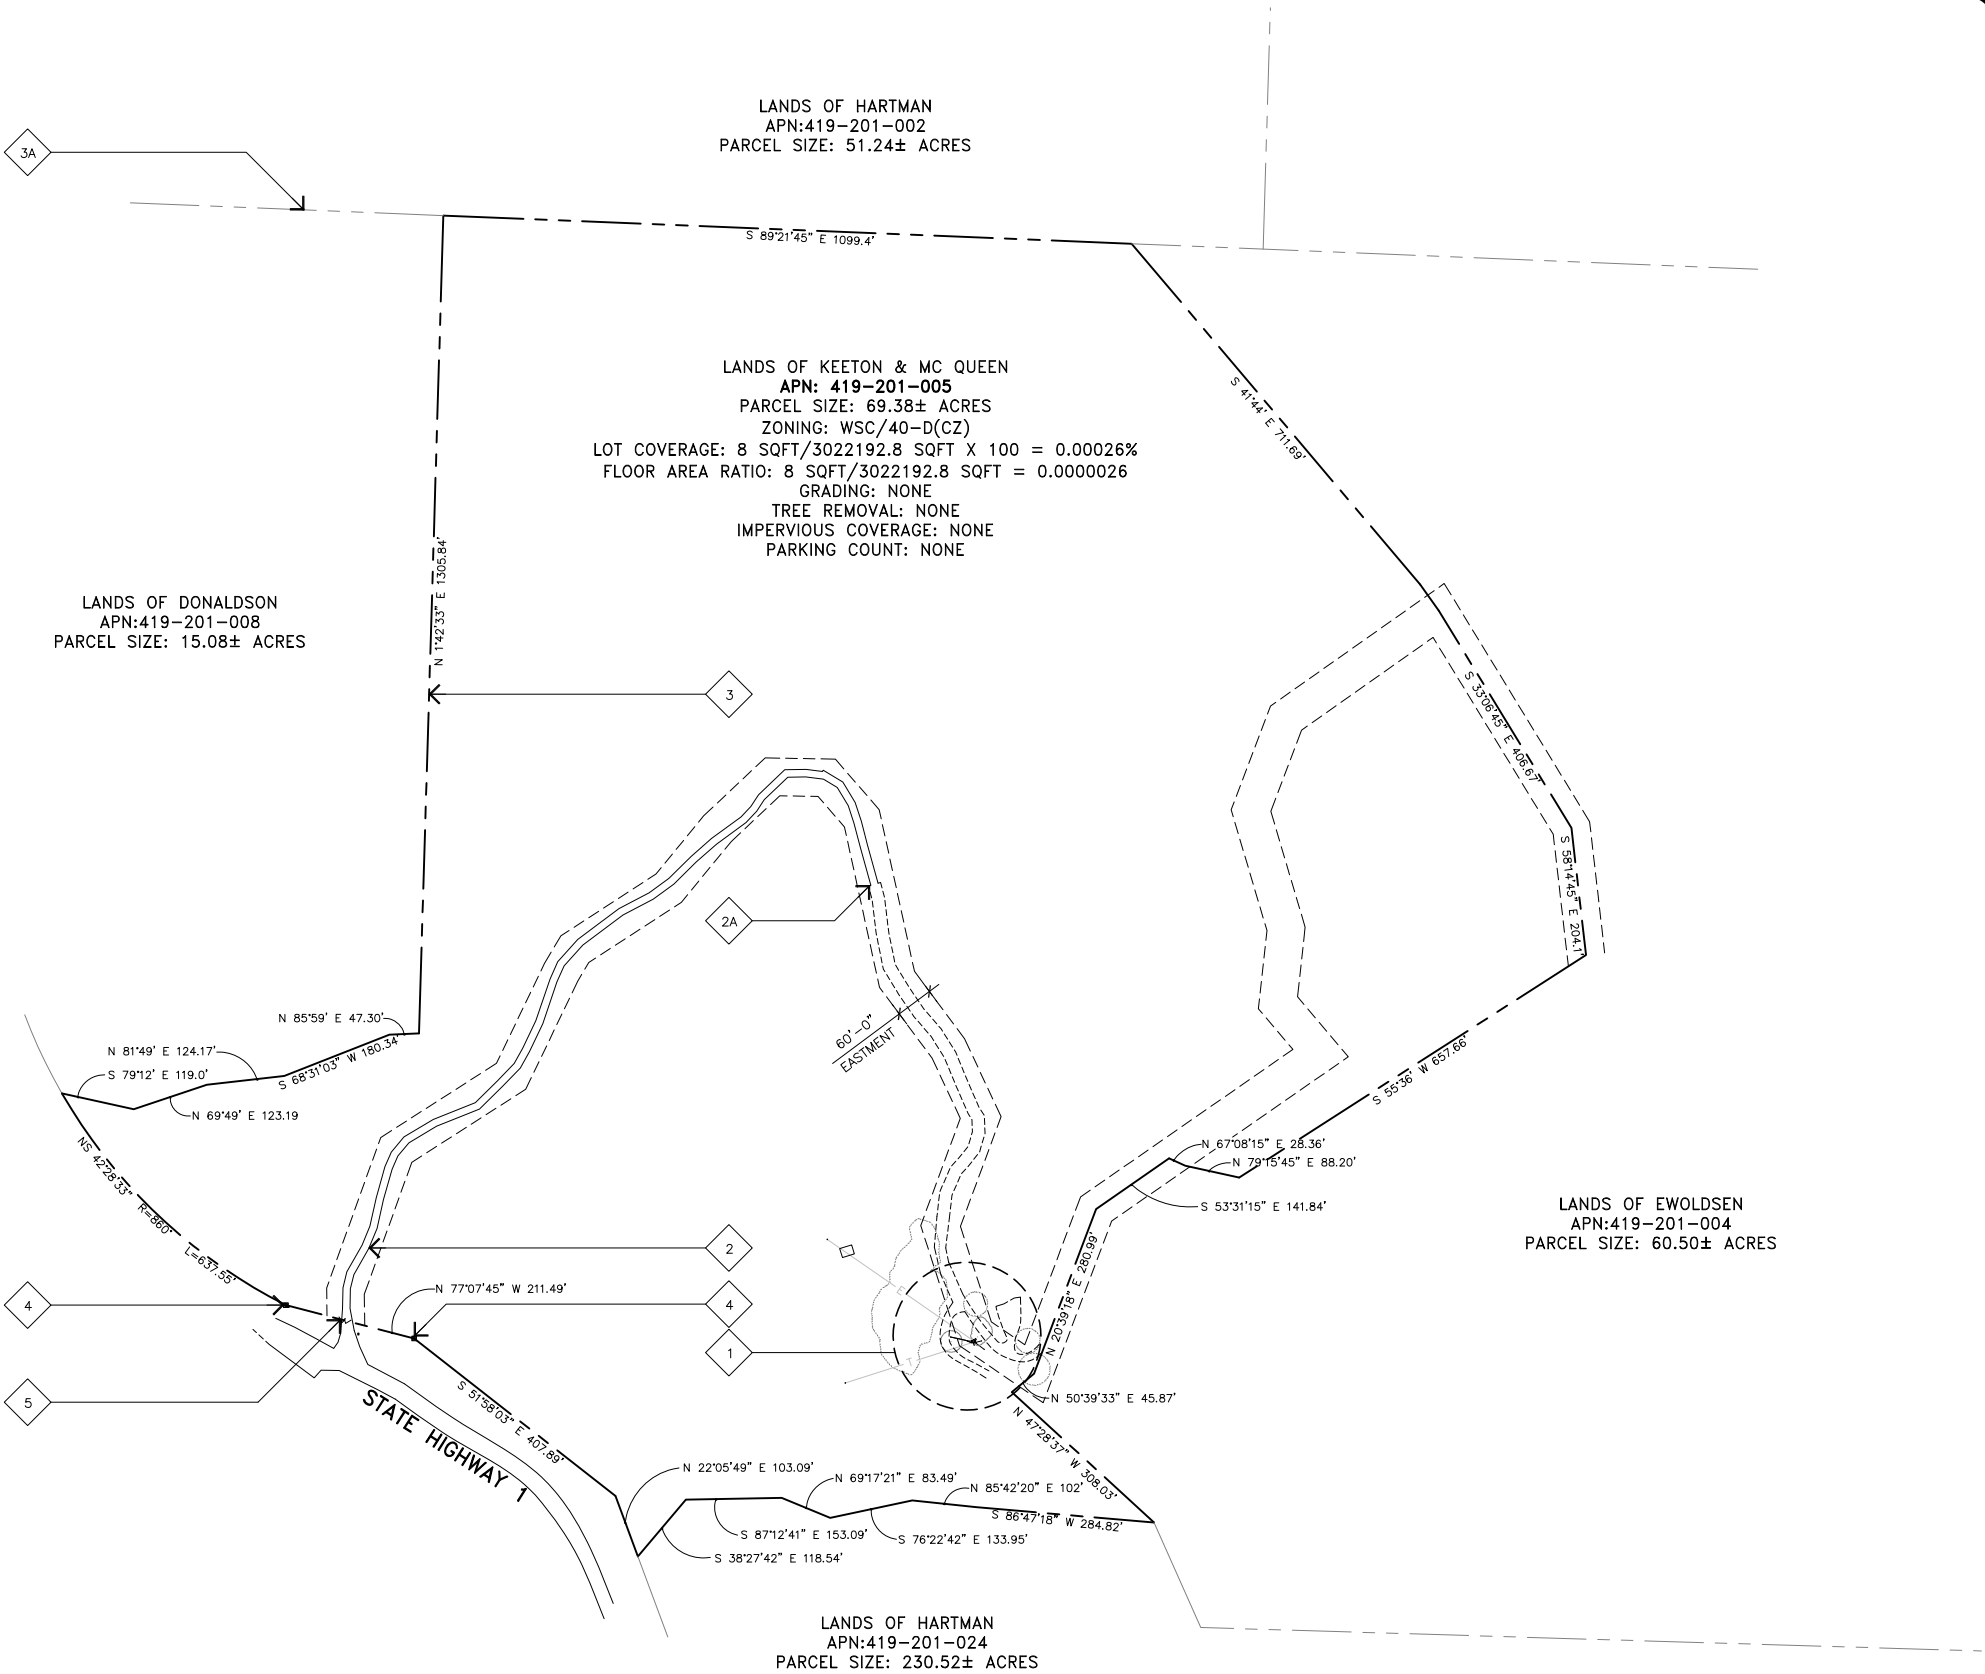 LANDS OF HARTMAN
APN:419-201-002
PARCEL SIZE: 51.24± ACRES
3A
S 89°21'45" E 1099.4'
LANDS OF KEETON & MC QUEEN
APN: 419-201-005
PARCEL SIZE: 69.38± ACRES
ZONING: WSC/40-D(CZ)
LOT COVERAGE: 8 SQFT/3022192.8 SQFT X 100 = 0.00026%
FLOOR AREA RATIO: 8 SQFT/3022192.8 SQFT = 0.0000026
GRADING: NONE
TREE REMOVAL: NONE
IMPERVIOUS COVERAGE: NONE
PARKING COUNT: NONE
S 41°44' E 711.69'
N 1°42'33" E 1305.84'
LANDS OF DONALDSON
APN:419-201-008
PARCEL SIZE: 15.08± ACRES
3
S 33°06'45" E 406.67'
S 58°14'45" E 204.1'
2A
60'-0"
EASTMENT
N 85°59' E 47.30'
N 81°49' E 124.17'
S 79°12' E 119.0'
S 68°31'03" W 180.34'
N 69°49' E 123.19
S 55°36' W 657.66'
NS 42°28'33" R=860' L=637.55'
N 67°08'15" E 28.36'
N 79°15'45" E 88.20'
S 53°31'15" E 141.84'
LANDS OF EWOLDSEN
APN:419-201-004
PARCEL SIZE: 60.50± ACRES
2
N 20°39'18" E 280.99'
N 77°07'45" W 211.49'
E
4
4
1
T
5
N 50°39'33" E 45.87'
STATE HIGHWAY 1
S 51°58'03" E 407.89'
N 47°28'37" W 308.03'
N 22°05'49" E 103.09'
N 69°17'21" E 83.49'
N 85°42'20" E 102'
S 86°47'18" W 284.82'
S 87°12'41" E 153.09'
S 76°22'42" E 133.95'
S 38°27'42" E 118.54'
LANDS OF HARTMAN
APN:419-201-024
PARCEL SIZE: 230.52± ACRES